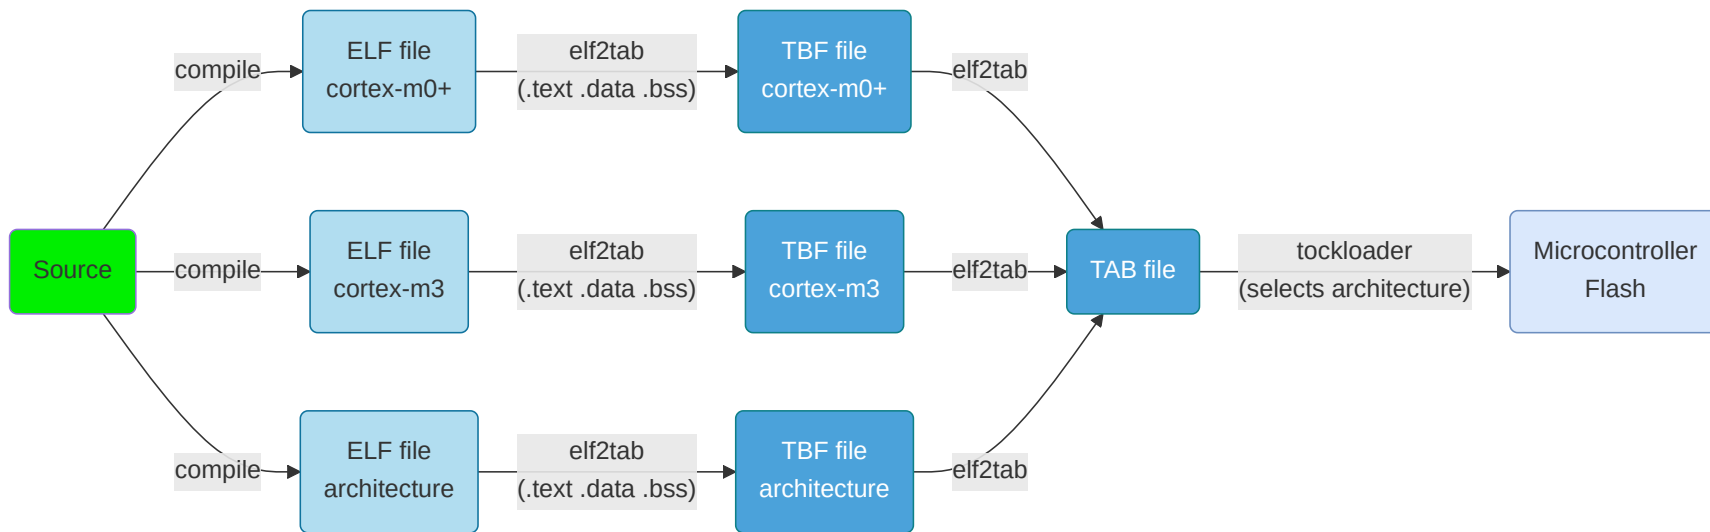 Source
compile
ELF file
cortex-m0+
elf2tab
(.text .data .bss)
TBF file
cortex-m0+
elf2tab
compile
ELF file
cortex-m3
elf2tab
(.text .data .bss)
TBF file
cortex-m3
elf2tab
compile
ELF file
architecture
elf2tab
(.text .data .bss)
TBF file
architecture
elf2tab
TAB file
tockloader
(selects architecture)
Microcontroller
Flash